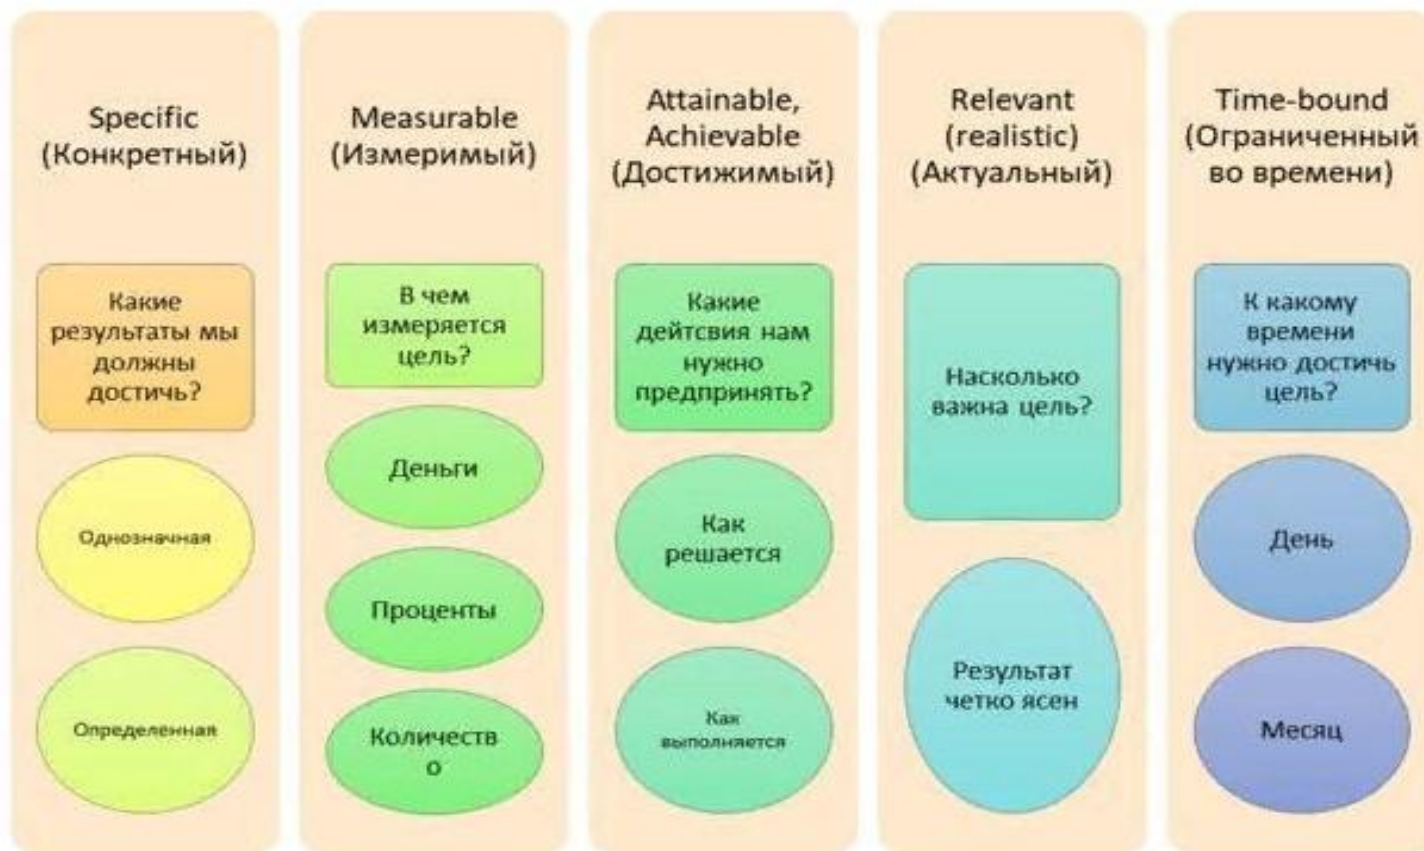 Specific
(Конкретный)
Какие
результаты мы
должны
достичь?
Однозначная
Определенная
Measurable
(Измеримый)
В чем
измеряется
цель?
Деньги
Проценты
Количеств
о
Attainable,
Achievable
(Достижимый)
Какие
дейтсвия нам
нужно
предпринять?
Как
решается
Как
выполняется
Relevant
(realistic)
(Актуальный)
Насколько
важна цель?
Результат
четко ясен
Time-bound
(Ограниченный
во времени)
К какому
времени
нужно достичь
цель?
День
Месяц